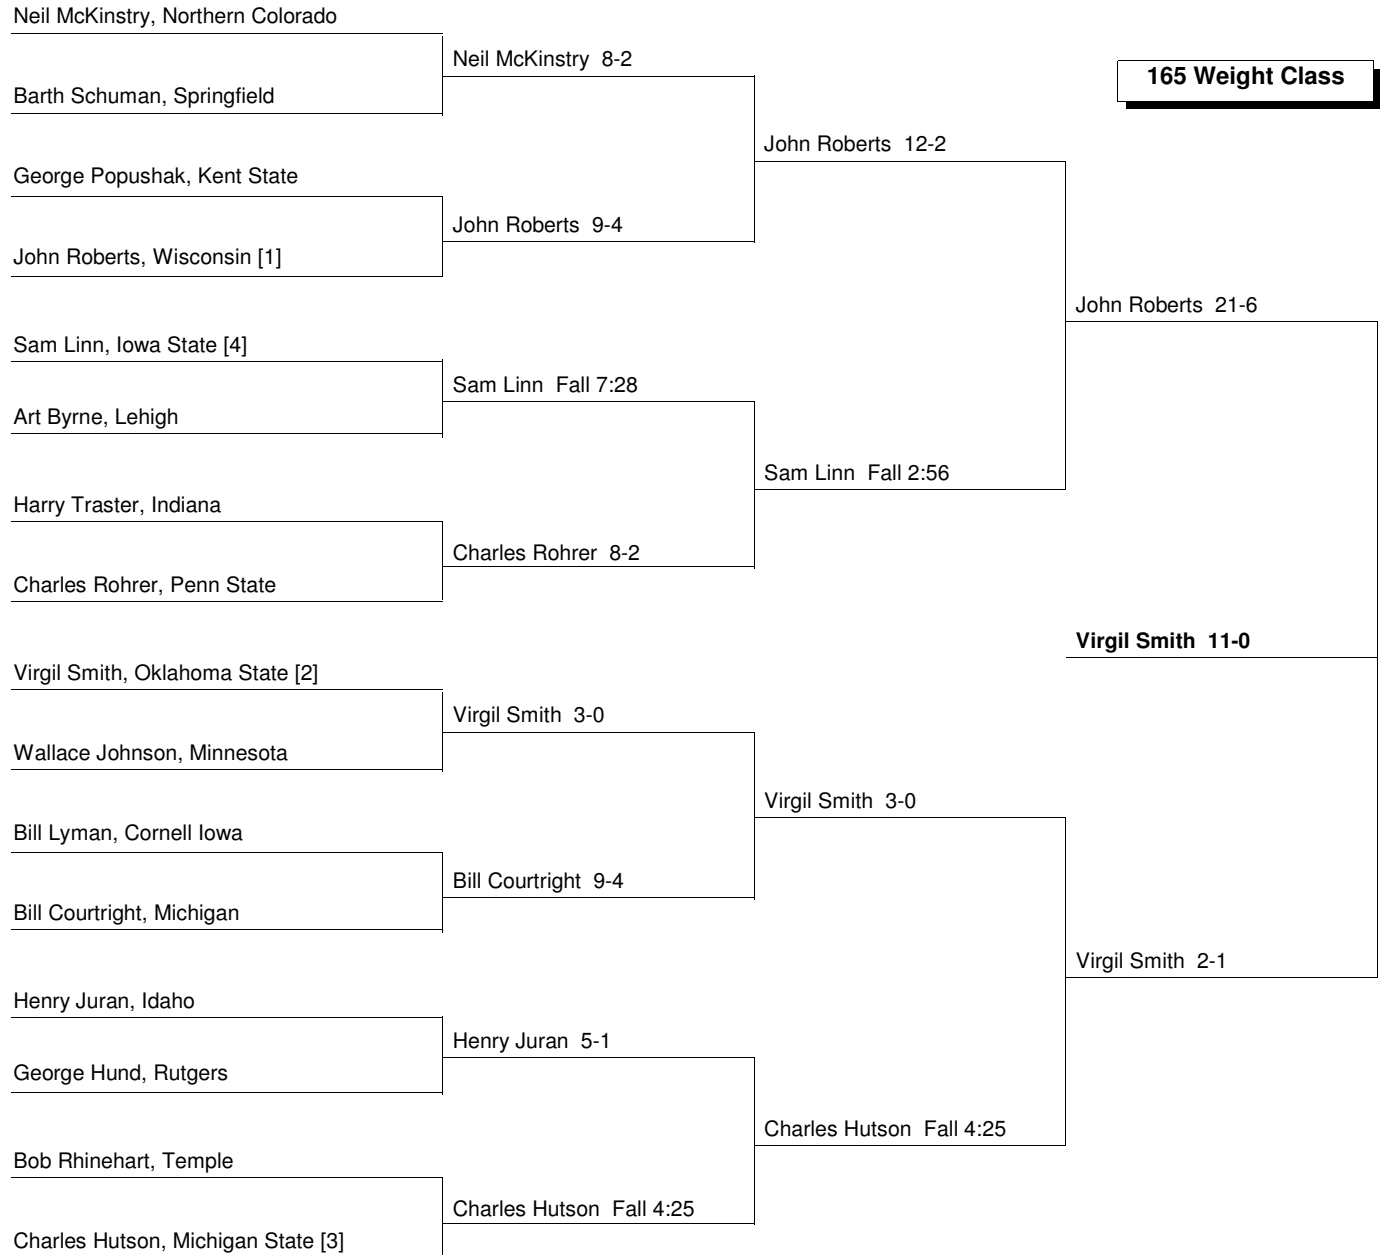 Neil McKinstry, Northern Colorado
Neil McKinstry 8-2
165 Weight Class
Barth Schuman, Springfield
John Roberts 12-2
George Popushak, Kent State
John Roberts 9-4
John Roberts, Wisconsin [1]
John Roberts 21-6
Sam Linn, Iowa State [4]
Sam Linn Fall 7:28
Art Byrne, Lehigh
Sam Linn Fall 2:56
Harry Traster, Indiana
Charles Rohrer 8-2
Charles Rohrer, Penn State
Virgil Smith 11-0
Virgil Smith, Oklahoma State [2]
Virgil Smith 3-0
Wallace Johnson, Minnesota
Virgil Smith 3-0
Bill Lyman, Cornell Iowa
Bill Courtright 9-4
Bill Courtright, Michigan
Virgil Smith 2-1
Henry Juran, Idaho
Henry Juran 5-1
George Hund, Rutgers
Charles Hutson Fall 4:25
Bob Rhinehart, Temple
Charles Hutson Fall 4:25
Charles Hutson, Michigan State [3]